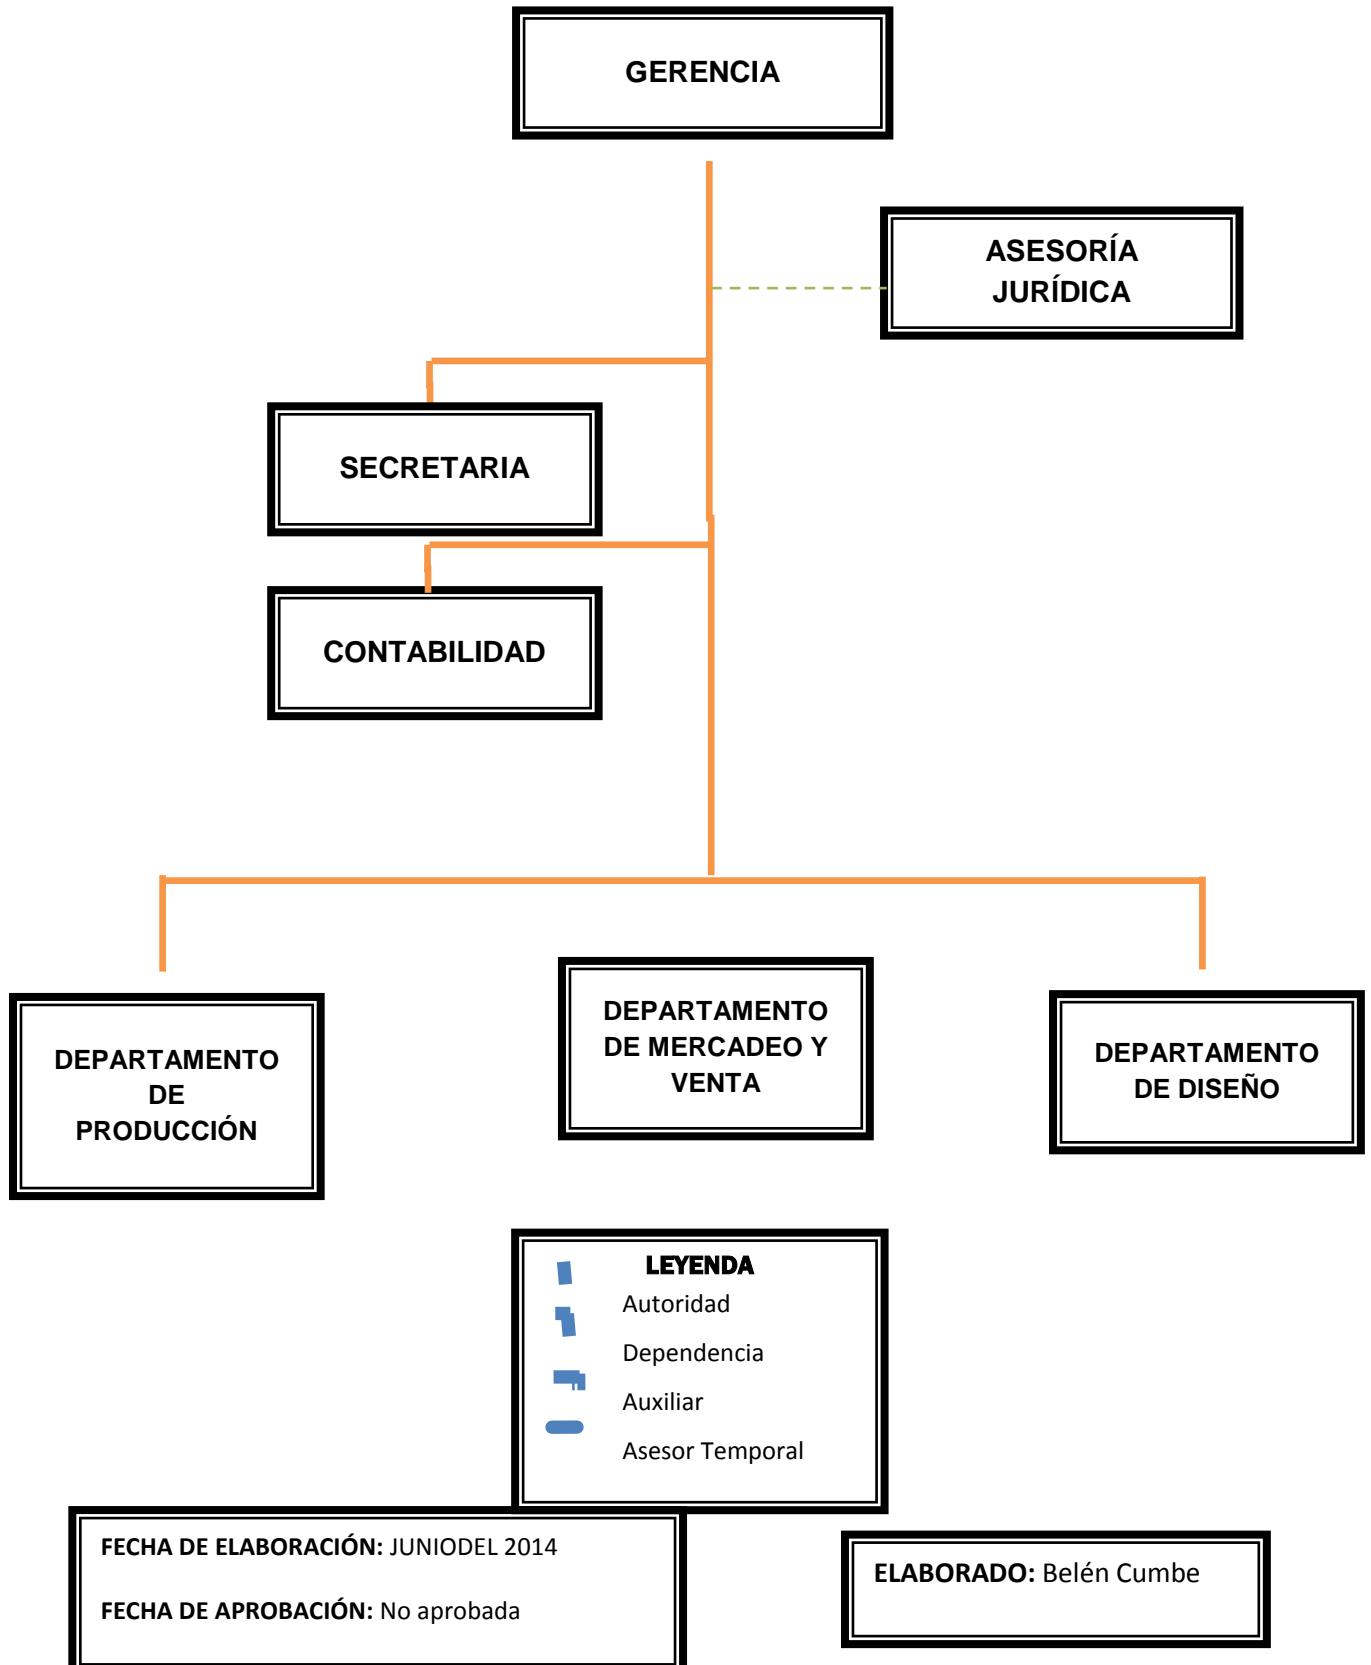 GERENCIA
ASESORÍA
JURÍDICA
SECRETARIA
CONTABILIDAD
DEPARTAMENTO
DE
PRODUCCIÓN
DEPARTAMENTO
DE MERCADEO Y
VENTA
DEPARTAMENTO
DE DISEÑO
LEYENDA
Autoridad
Dependencia
Auxiliar
Asesor Temporal
FECHA DE ELABORACIÓN: JUNIODEL 2014
FECHA DE APROBACIÓN: No aprobada
ELABORADO: Belén Cumbe